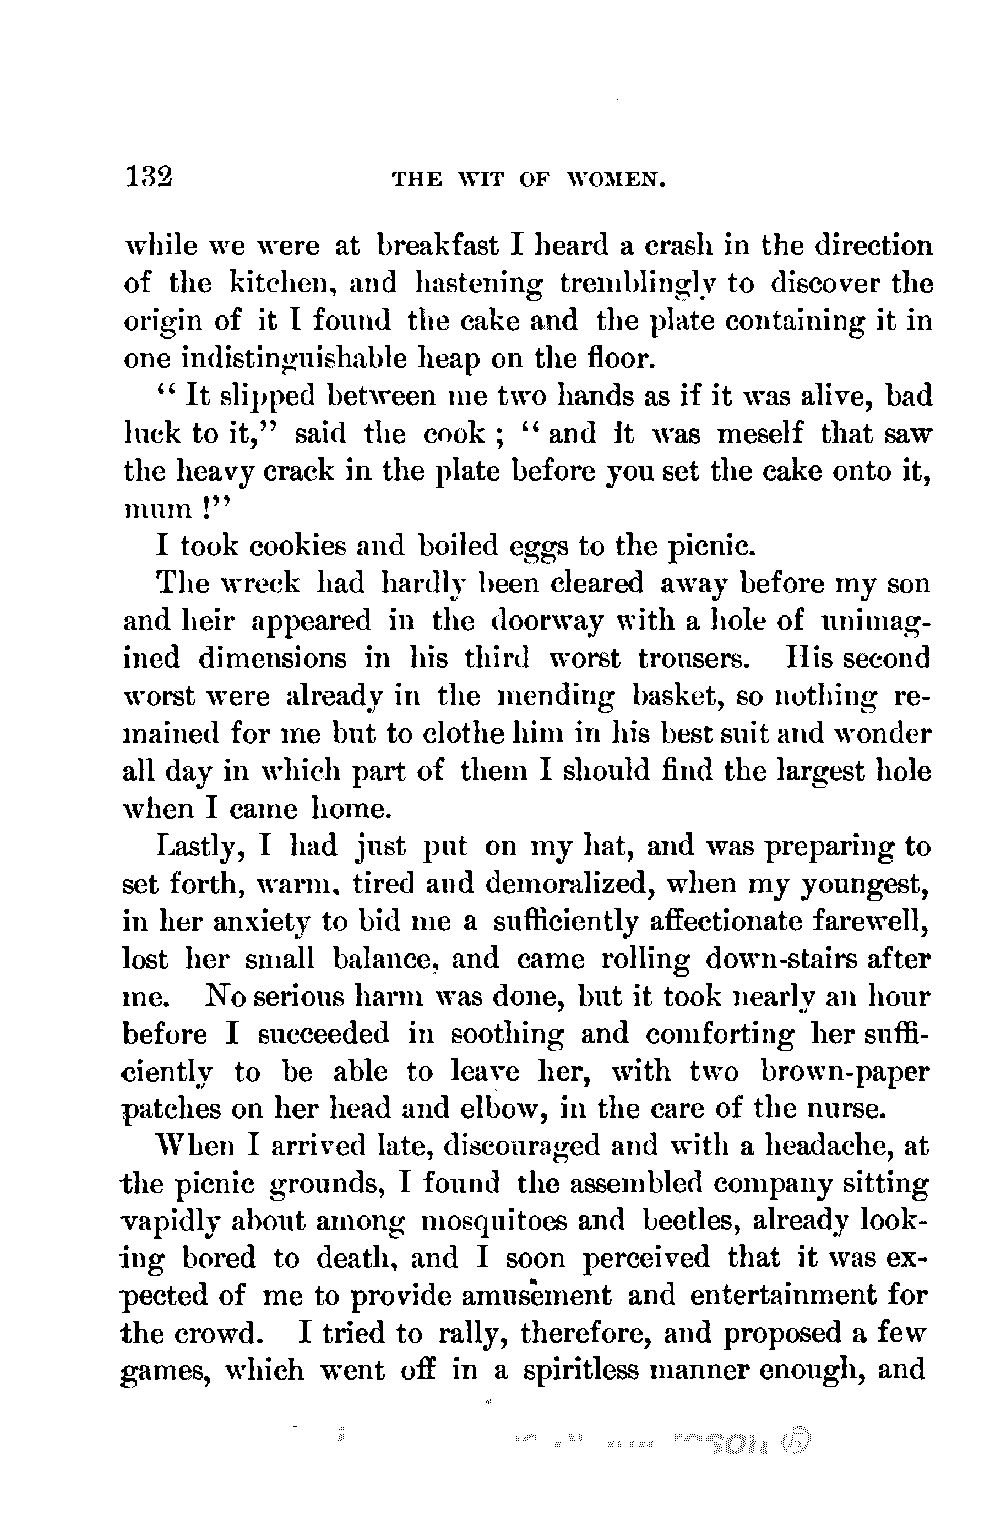 132 THE WIT OF WOMEN.
while we were at breakfast I heard a crash in the direction
of the kitchen, and hastening tremblingly to discover the
origin of it I found the cake and the plate containing it in
one indistinguishable heap on the floor.
“ It slipped between me two hands as if it was alive, bad
luck to it,” said the cook ; “ and it was meself that saw
the heavy crack in the plate before you set the cake onto it,
mum !”
I took cookies and boiled eggs to the picnic.
The wreck had hardly been cleared away before my son
and heir appeared in the doorway with a hole of unimag-
ined dimensions in his third worst trousers. His second
worst were already in the mending basket, so nothing re-
mained for me but to clothe him in his best suit and wonder
all day in which part of them I should find the largest hole
when I came home.
Lastly, I had just put on my hat, and was preparing to
set forth, warm, tired and demoralized, when my youngest,
in her anxiety to bid me a sufficiently affectionate farewell,
lost her small balance, and came rolling down-stairs after
me. No serious harm was done, but it took nearly an hour
before I succeeded in soothing and comforting her suffi-
ciently to be able to leave her, with two brown-paper
patches on her head and elbow, in the care of the nurse.
When I arrived late, discouraged and with a headache, at
the picnic grounds, I found the assembled company sitting
vapidly about among mosquitoes and beetles, already look-
ing bored to death, and I soon perceived that it was ex-
pected of me to provide amusement and entertainment for
the crowd. I tried to rally, therefore, and proposed a few
games, which went off in a spiritless manner enough, and